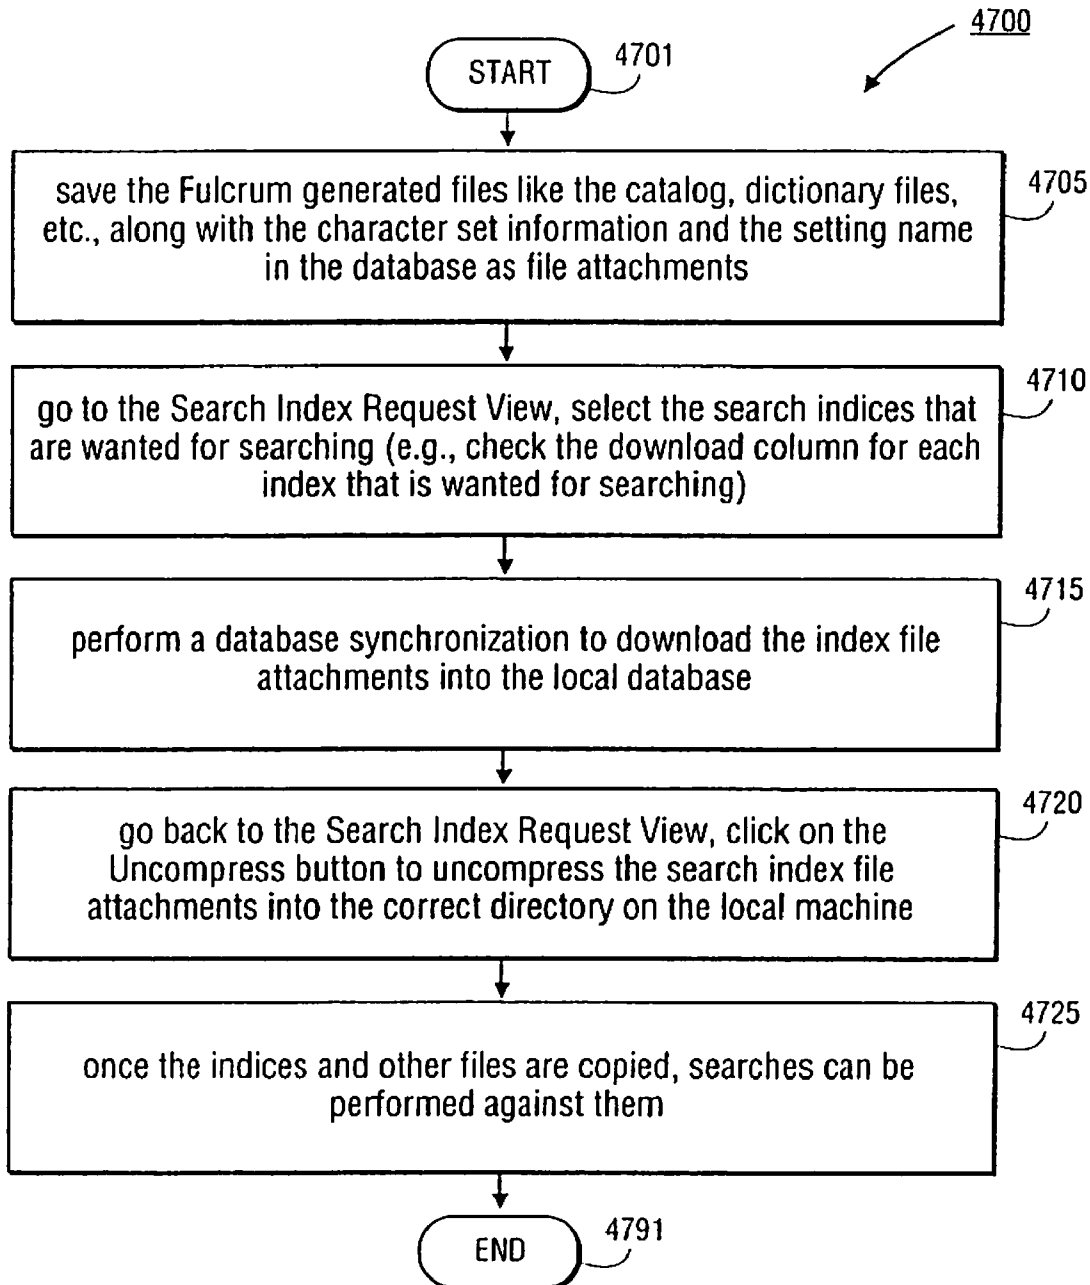 4700
START
4701
save the Fulcrum generated files like the catalog, dictionary files,
etc., along with the character set information and the setting name
in the database as file attachments
4705
go to the Search Index Request View, select the search indices that
are wanted for searching (e.g., check the download column for each
index that is wanted for searching)
4710
perform a database synchronization to download the index file
attachments into the local database
4715
go back to the Search Index Request View, click on the
Uncompress button to uncompress the search index file
attachments into the correct directory on the local machine
4720
once the indices and other files are copied, searches can be
performed against them
4725
END
4791